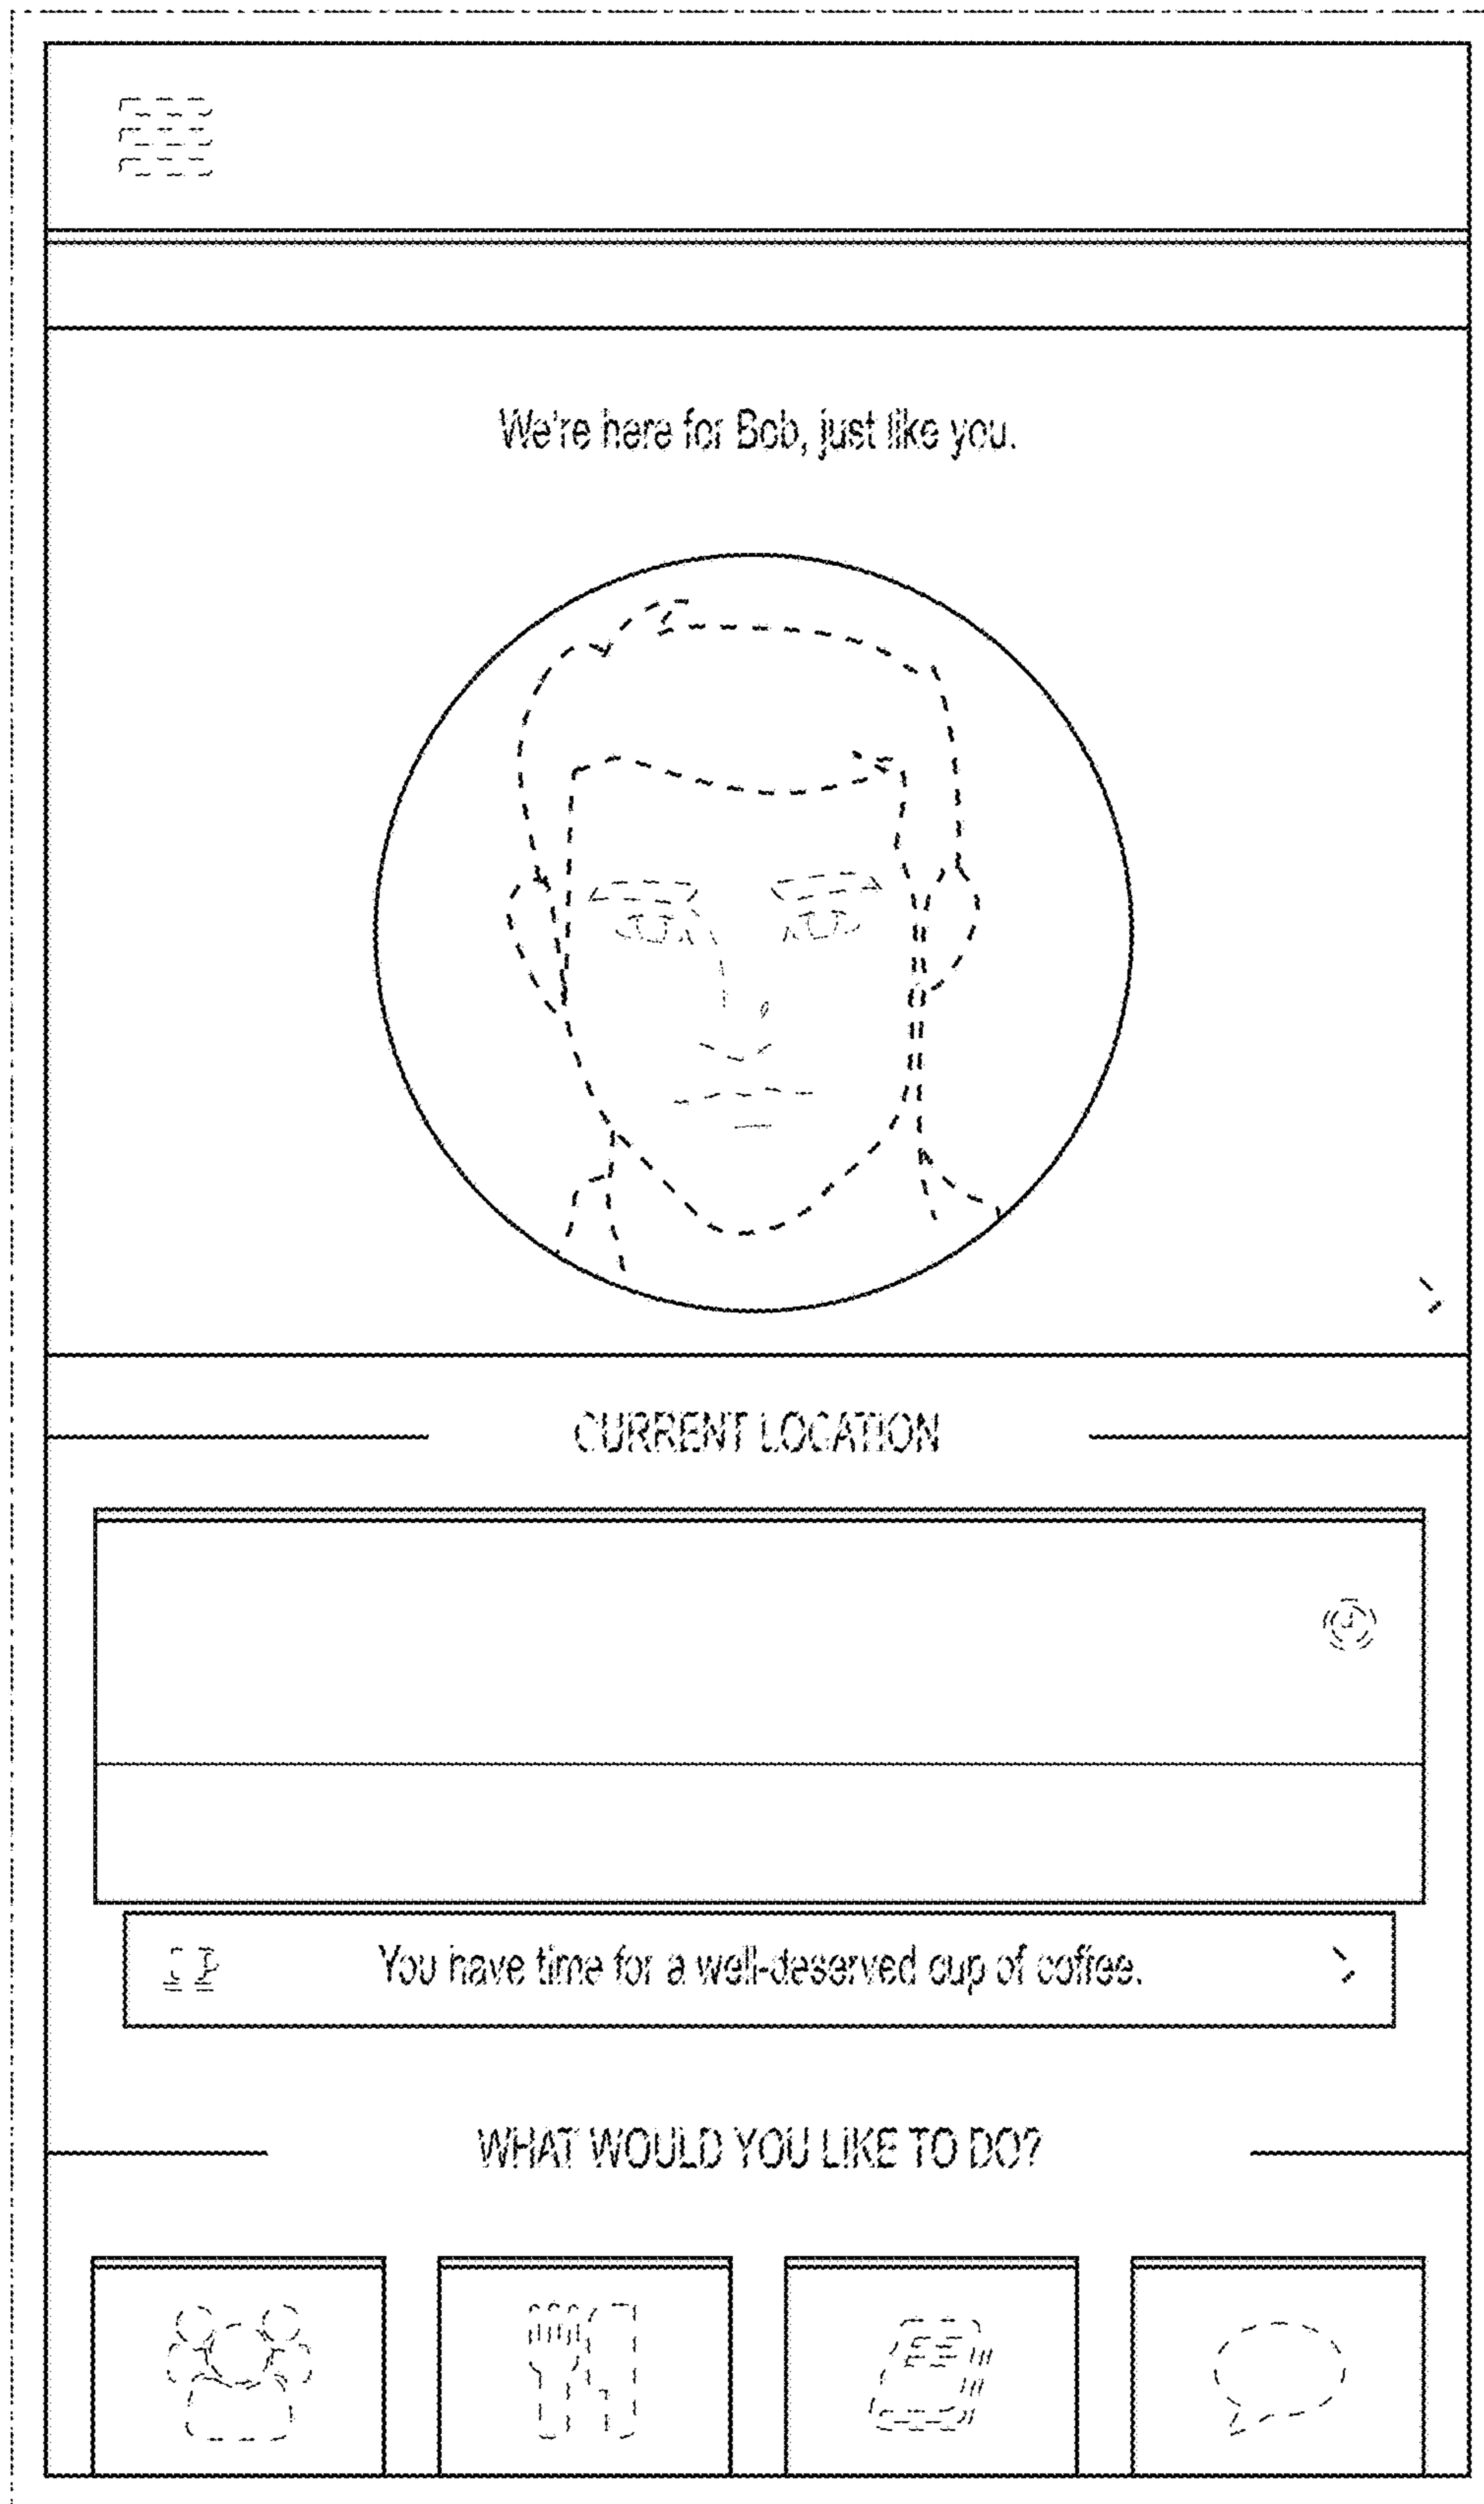 We're here for Bob, just like you.
CURRENT LOCATION
You have time for a well-deserved cup of coffee.
WHAT WOULD YOU LIKE TO DO?